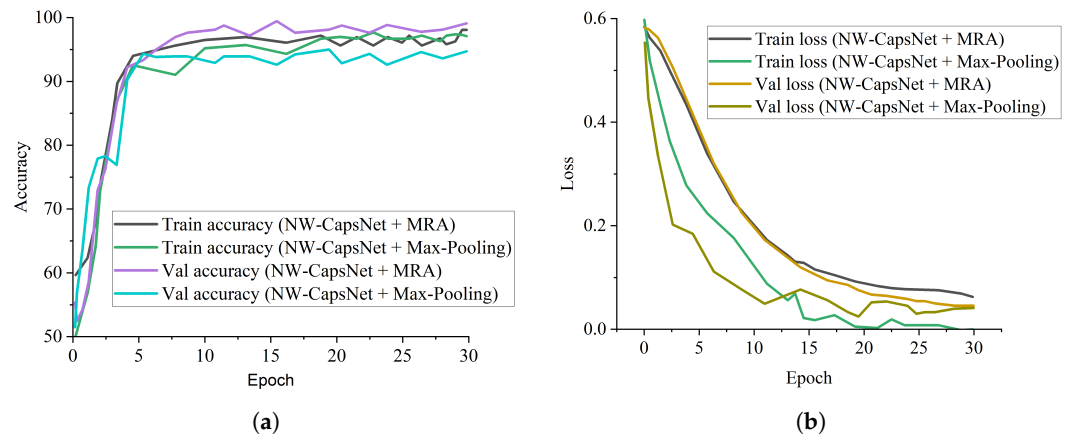 100
90
80
70
60
50
Accuracy
Train accuracy (NW-CapsNet + MRA)
Train accuracy (NW-CapsNet + Max-Pooling)
Val accuracy (NW-CapsNet + MRA)
Val accuracy (NW-CapsNet + Max-Pooling)
0 5 10 15 20 25 30
Epoch
(a)
0.6
0.4
0.2
0.0
Loss
Train loss (NW-CapsNet + MRA)
Train loss (NW-CapsNet + Max-Pooling)
Val loss (NW-CapsNet + MRA)
Val loss (NW-CapsNet + Max-Pooling)
0 5 10 15 20 25 30
Epoch
(b)